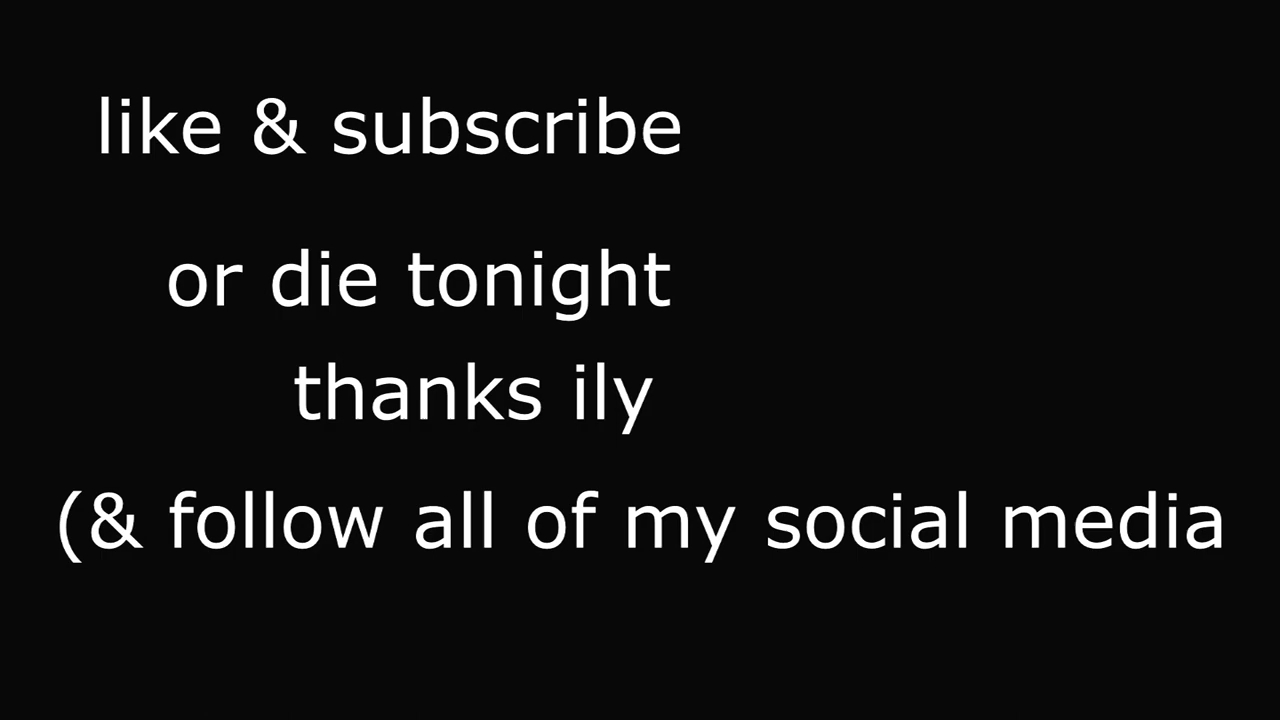 like & subscribe
or die tonight
thanks ily
(& follow all of my social media